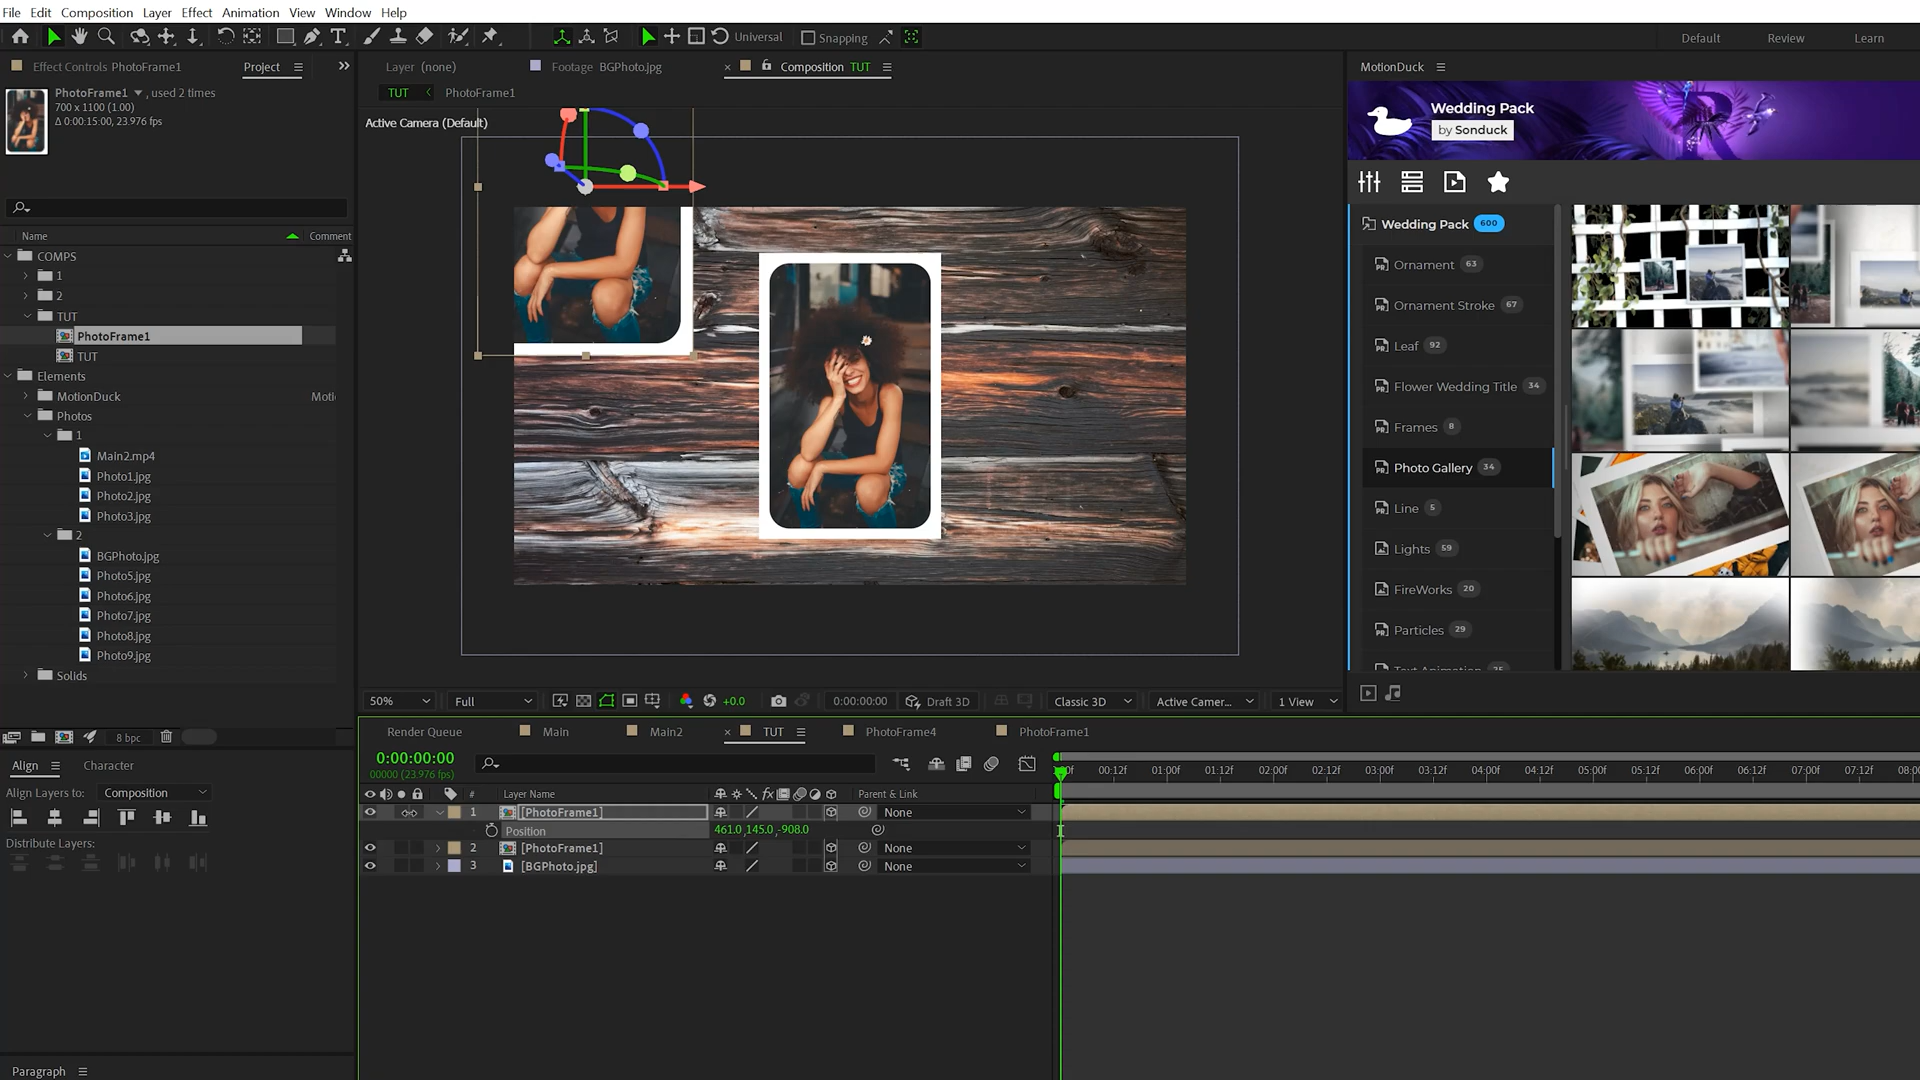 File Edit Composition Layer Effect Animation View Window Help
Universal Snapping Default Review Learn
Effect Controls PhotoFrame1 Project
Layer (none) Footage BGPhoto.jpg Composition TUT
MotionDuck
PhotoFrame1 , used 2 times
700 x 1100 (1.00)
Δ 0:00:15:00, 23.976 fps
TUT PhotoFrame1
Active Camera (Default)
Wedding Pack
by Sonduck
Name Comment
COMPS
1
2
TUT
PhotoFrame1
TUT
Elements
MotionDuck Moti
Photos
1
Main2.mp4
Photo1.jpg
Photo2.jpg
Photo3.jpg
2
BGPhoto.jpg
Photo5.jpg
Photo6.jpg
Photo7.jpg
Photo8.jpg
Photo9.jpg
Solids
Wedding Pack 600
Ornament 63
Ornament Stroke 67
Leaf 92
Flower Wedding Title 34
Frames 8
Photo Gallery 34
Line 5
Lights 59
FireWorks 20
Particles 29
50% Full +0.0 0:00:00:00 Draft 3D Classic 3D Active Camer... 1 View
8 bpc
Render Queue Main Main2 TUT PhotoFrame4 PhotoFrame1
0:00:00:00
00000 (23.976 fps)
00:12f 01:00f 01:12f 02:00f 02:12f 03:00f 03:12f 04:00f 04:12f 05:00f 05:12f 06:00f 06:12f 07:00f 07:12f 08:00
Align Character
Align Layers to: Composition
Distribute Layers:
# Layer Name fx Parent & Link
1 [PhotoFrame1] None
Position 461.0,145.0,-908.0
2 [PhotoFrame1] None
3 [BGPhoto.jpg] None
Paragraph